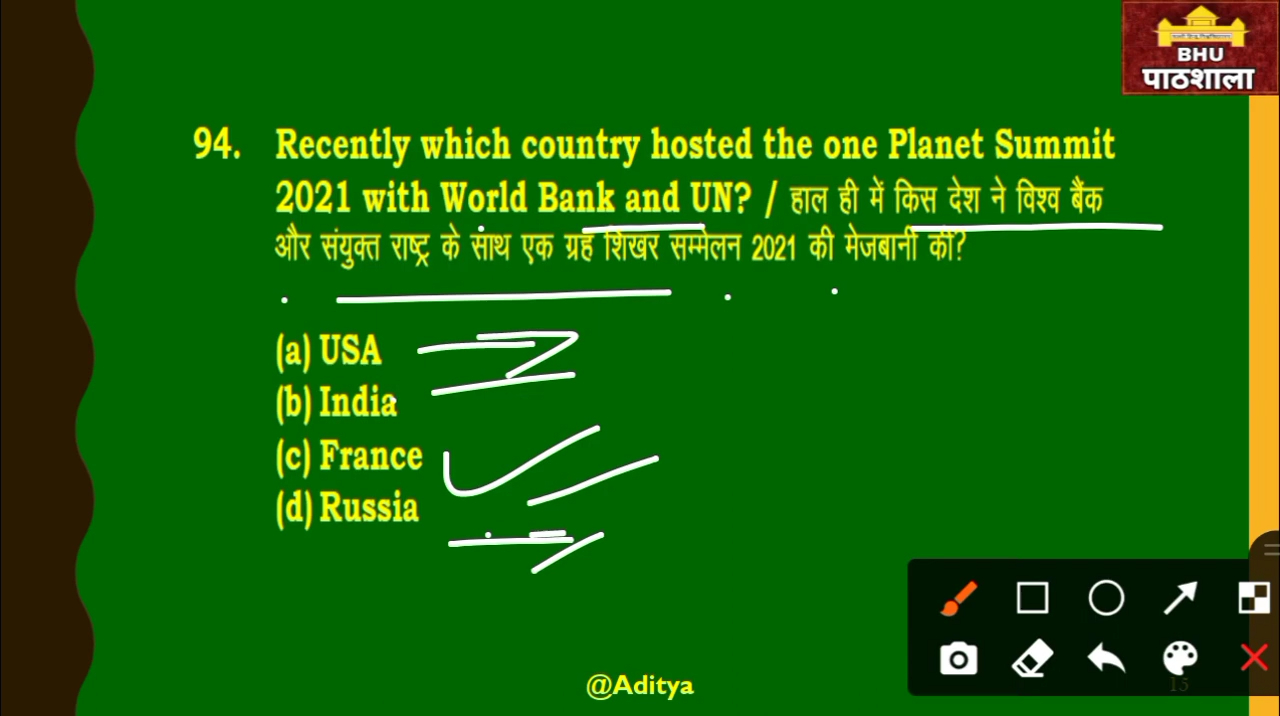 BHU
पाठशाला
94. Recently which country hosted the one Planet Summit
2021 with World Bank and UN? / हाल ही में किस देश ने विश्व बैंक
और संयुक्त राष्ट्र के साथ एक ग्रह शिखर सम्मेलन 2021 की मेजबानी की?
(a) USA
(b) India
(c) France
(d) Russia
@Aditya
15